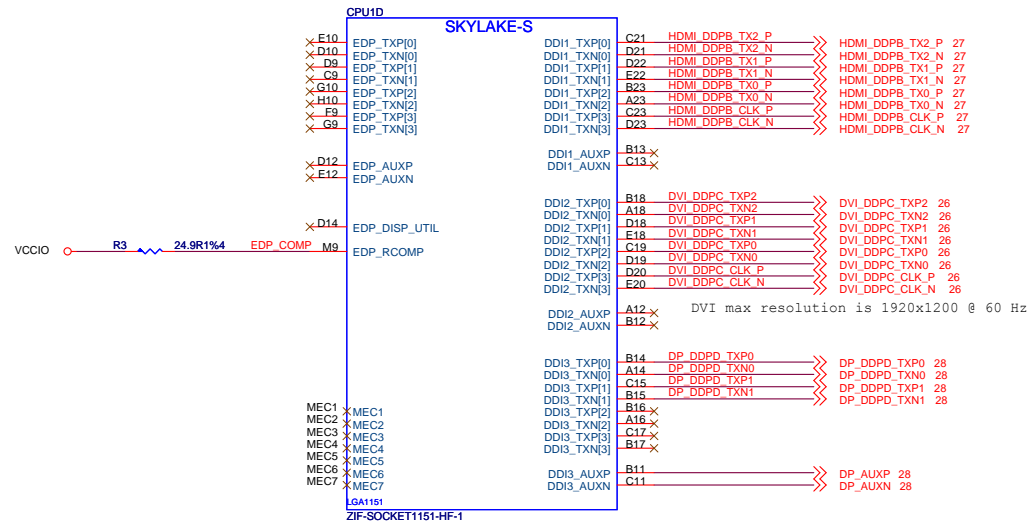 CPU1D
SKYLAKE-S
E10 EDP_TXP[0]
D10 EDP_TXN[0]
D9 EDP_TXP[1]
C9 EDP_TXN[1]
G10 EDP_TXP[2]
H10 EDP_TXN[2]
F9 EDP_TXP[3]
G9 EDP_TXN[3]
D12 EDP_AUXP
E12 EDP_AUXN
D14 EDP_DISP_UTIL
VCCIO R3 24.9R1%4 EDP_COMP M9 EDP_RCOMP
MEC1 MEC1
MEC2 MEC2
MEC3 MEC3
MEC4 MEC4
MEC5 MEC5
MEC6 MEC6
MEC7 MEC7
DDI1_TXP[0] C21 HDMI_DDPB_TX2_P HDMI_DDPB_TX2_P 27
DDI1_TXN[0] D21 HDMI_DDPB_TX2_N HDMI_DDPB_TX2_N 27
DDI1_TXP[1] D22 HDMI_DDPB_TX1_P HDMI_DDPB_TX1_P 27
DDI1_TXN[1] E22 HDMI_DDPB_TX1_N HDMI_DDPB_TX1_N 27
DDI1_TXP[2] B23 HDMI_DDPB_TX0_P HDMI_DDPB_TX0_P 27
DDI1_TXN[2] A23 HDMI_DDPB_TX0_N HDMI_DDPB_TX0_N 27
DDI1_TXP[3] C23 HDMI_DDPB_CLK_P HDMI_DDPB_CLK_P 27
DDI1_TXN[3] D23 HDMI_DDPB_CLK_N HDMI_DDPB_CLK_N 27
DDI1_AUXP B13
DDI1_AUXN C13
DDI2_TXP[0] B18 DVI_DDPC_TXP2 DVI_DDPC_TXP2 26
DDI2_TXN[0] A18 DVI_DDPC_TXN2 DVI_DDPC_TXN2 26
DDI2_TXP[1] D18 DVI_DDPC_TXP1 DVI_DDPC_TXP1 26
DDI2_TXN[1] E18 DVI_DDPC_TXN1 DVI_DDPC_TXN1 26
DDI2_TXP[2] C19 DVI_DDPC_TXP0 DVI_DDPC_TXP0 26
DDI2_TXN[2] D19 DVI_DDPC_TXN0 DVI_DDPC_TXN0 26
DDI2_TXP[3] D20 DVI_DDPC_CLK_P DVI_DDPC_CLK_P 26
DDI2_TXN[3] E20 DVI_DDPC_CLK_N DVI_DDPC_CLK_N 26
DDI2_AUXP A12
DDI2_AUXN B12
DVI max resolution is 1920x1200 @ 60 Hz
DDI3_TXP[0] B14 DP_DDPD_TXP0 DP_DDPD_TXP0 28
DDI3_TXN[0] A14 DP_DDPD_TXN0 DP_DDPD_TXN0 28
DDI3_TXP[1] C15 DP_DDPD_TXP1 DP_DDPD_TXP1 28
DDI3_TXN[1] B15 DP_DDPD_TXN1 DP_DDPD_TXN1 28
DDI3_TXP[2] B16
DDI3_TXN[2] A16
DDI3_TXP[3] C17
DDI3_TXN[3] B17
DDI3_AUXP B11 DP_AUXP 28
DDI3_AUXN C11 DP_AUXN 28
LGA1151
ZIF-SOCKET1151-HF-1